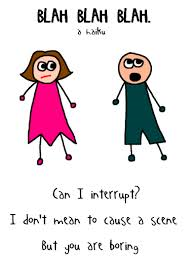 BLAH BLAH BLAH.
a haiku
Can I interrupt?
I don't mean to cause a scene
But you are boring